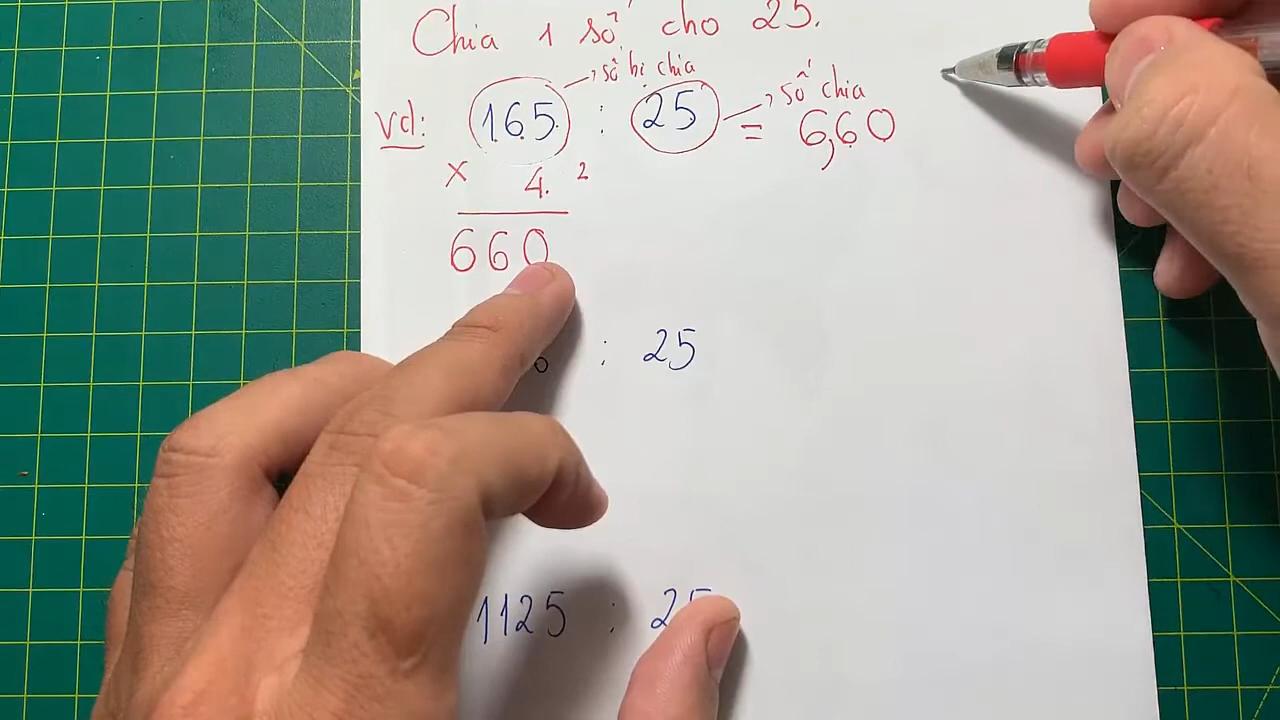 Chia 1 số cho 25.
số bị chia
số chia
vd: 165 : 25 = 6,60
x 4. 2
660
: 25
1125 : 25